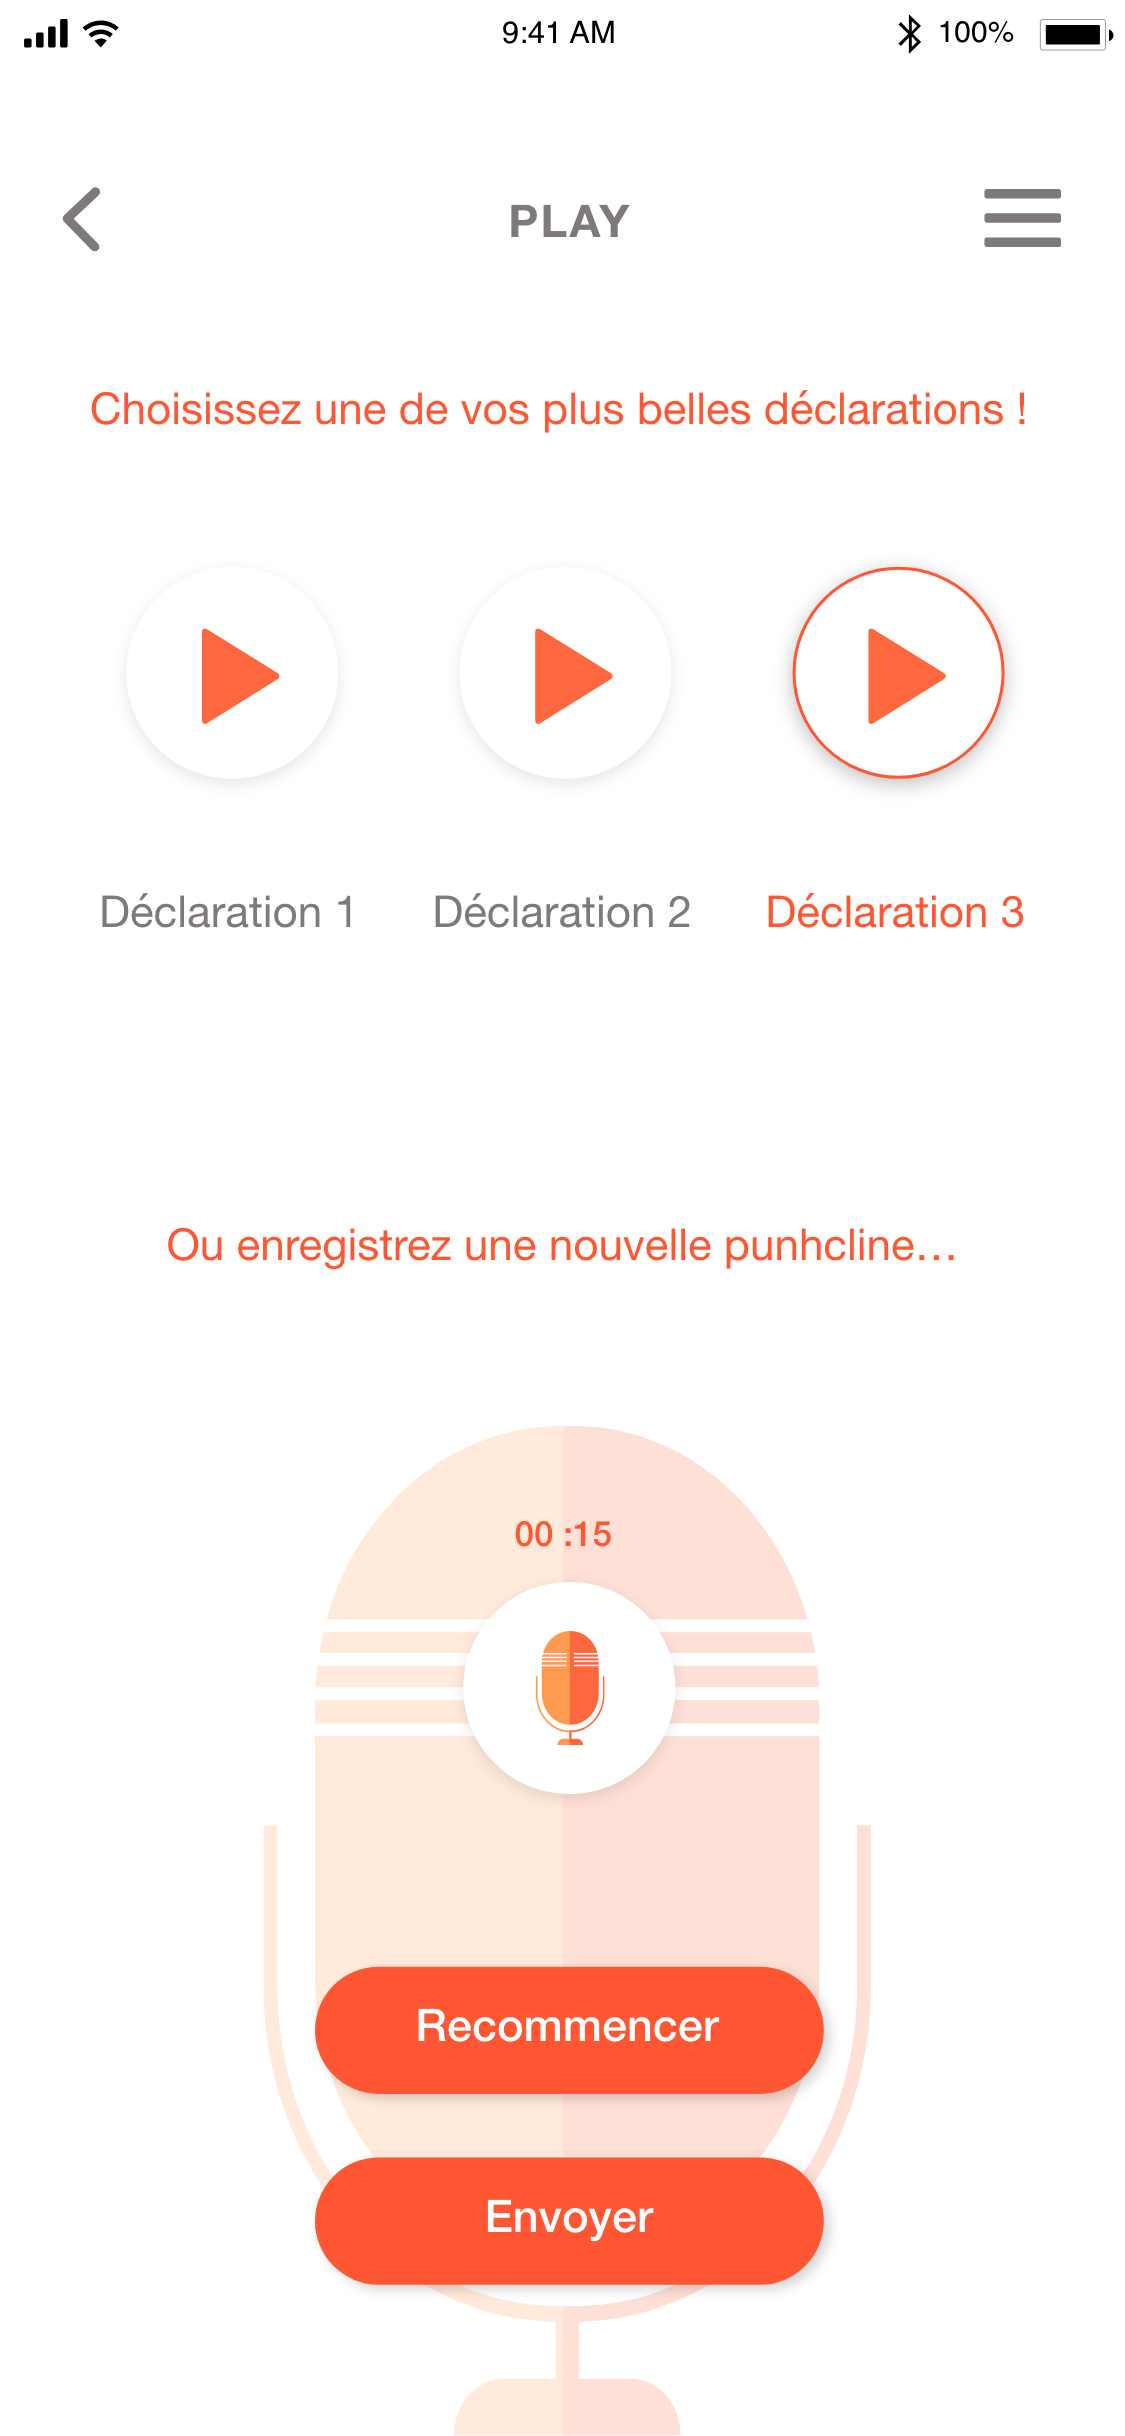 9:41 AM
100%
PLAY
Choisissez une de vos plus belles déclarations !
Déclaration 1
Déclaration 2
Déclaration 3
Ou enregistrez une nouvelle punhcline…
00 :15
Recommencer
Envoyer